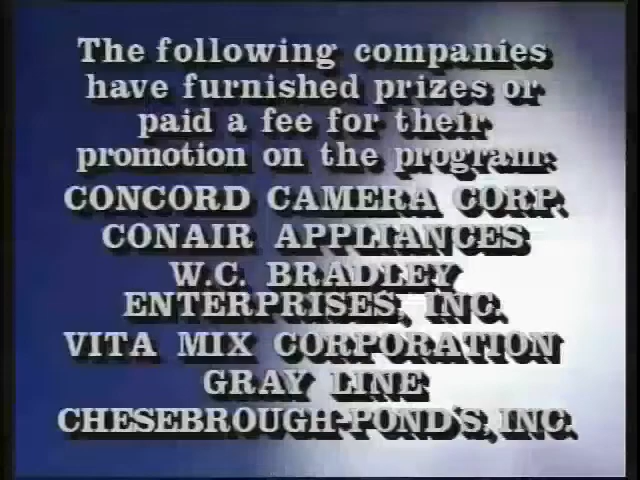 The following companies
have furnished prizes or
paid a fee for their
promotion on the program:
CONCORD CAMERA CORP.
CONAIR APPLIANCES
W.C. BRADLEY
ENTERPRISES, INC.
VITA MIX CORPORATION
GRAY LINE
CHESEBROUGH-POND'S, INC.